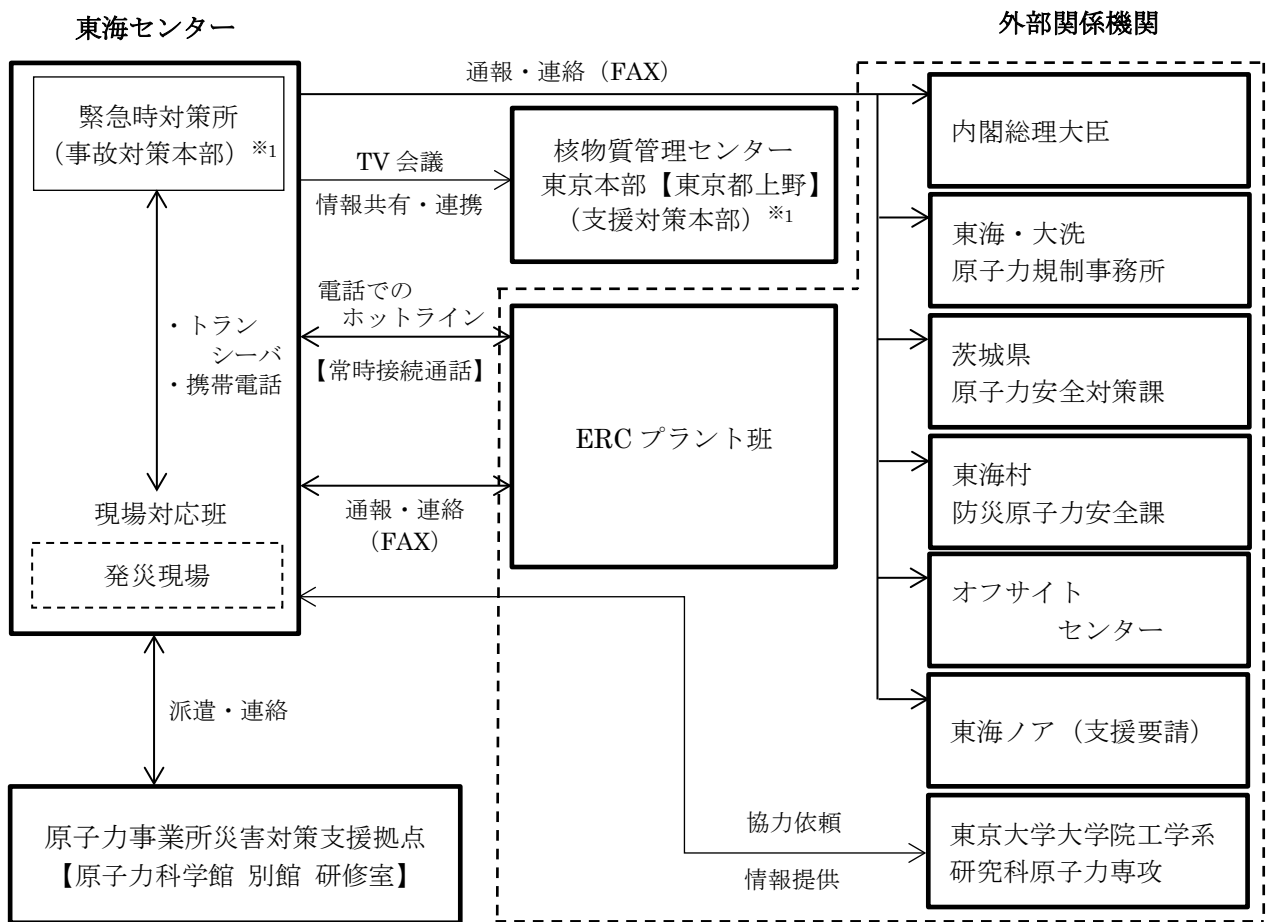 東海センター
外部関係機関
緊急時対策所
（事故対策本部）※1
・トラン
シーバ
・携帯電話
現場対応班
発災現場
通報・連絡（FAX）
TV 会議
情報共有・連携
核物質管理センター
東京本部【東京都上野】
（支援対策本部）※1
電話での
ホットライン
【常時接続通話】
通報・連絡
（FAX）
ERC プラント班
内閣総理大臣
東海・大洗
原子力規制事務所
茨城県
原子力安全対策課
東海村
防災原子力安全課
オフサイト
センター
東海ノア（支援要請）
派遣・連絡
原子力事業所災害対策支援拠点
【原子力科学館 別館 研修室】
協力依頼
情報提供
東京大学大学院工学系
研究科原子力専攻